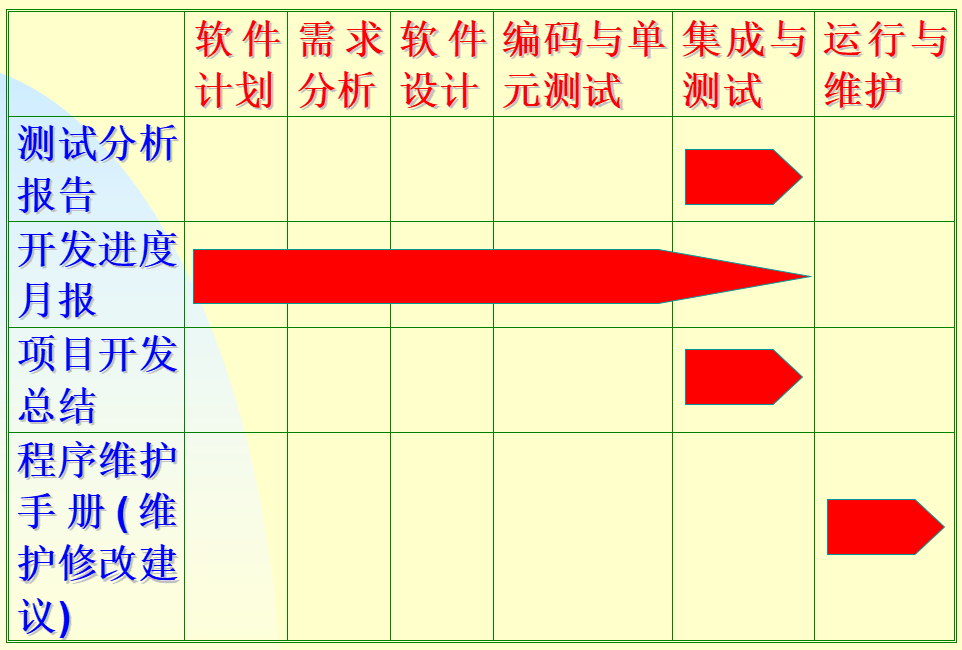 软件 需求 软件 编码与单 集成与 运行与
计划 分析 设计 元测试 测试 维护
测试分析
报告
开发进度
月报
项目开发
总结
程序维护
手册(维
护修改建
议)